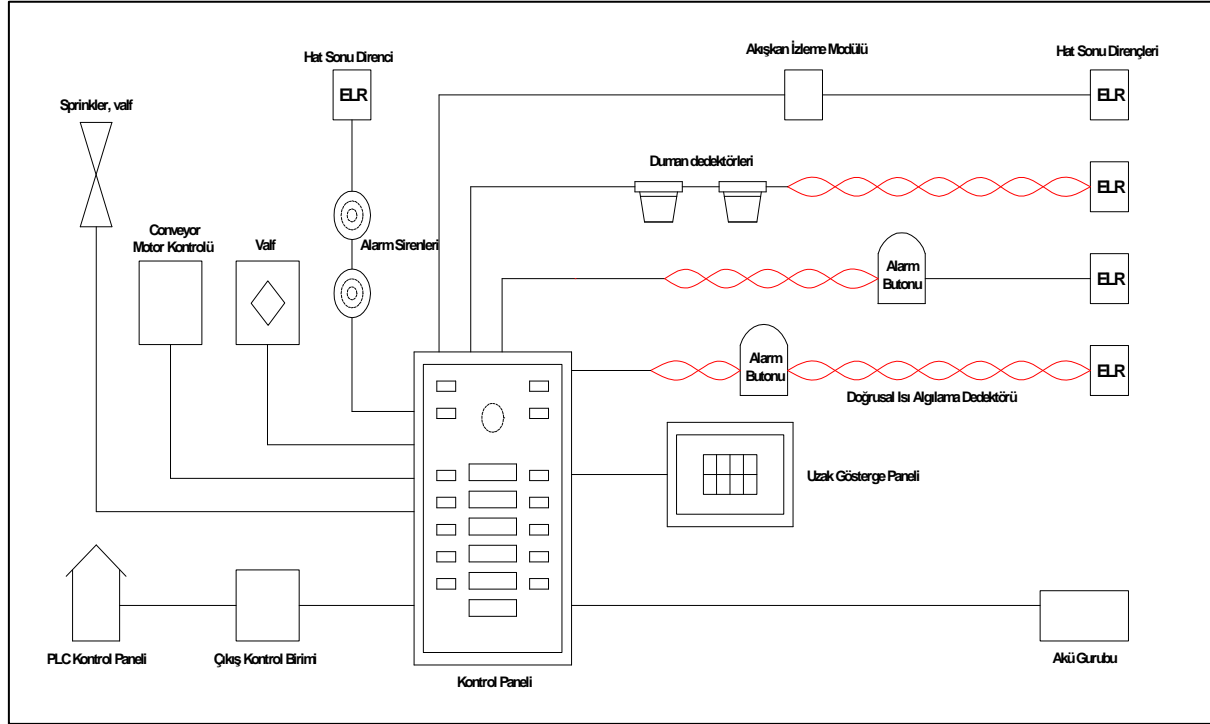 Hat Sonu Direnci
Akışkan İzleme Modülü
Hat Sonu Dirençleri
ELR
ELR
Sprinkler, valf
Duman dedektörleri
ELR
Conveyor
Motor Kontrolü
Valf
Alarm Sirenleri
Alarm
Butonu
ELR
Alarm
Butonu
ELR
Doğrusal Isı Algılama Dedektörü
Uzak Gösterge Paneli
PLC Kontrol Paneli
Çıkış Kontrol Birimi
Kontrol Paneli
Akü Gurubu